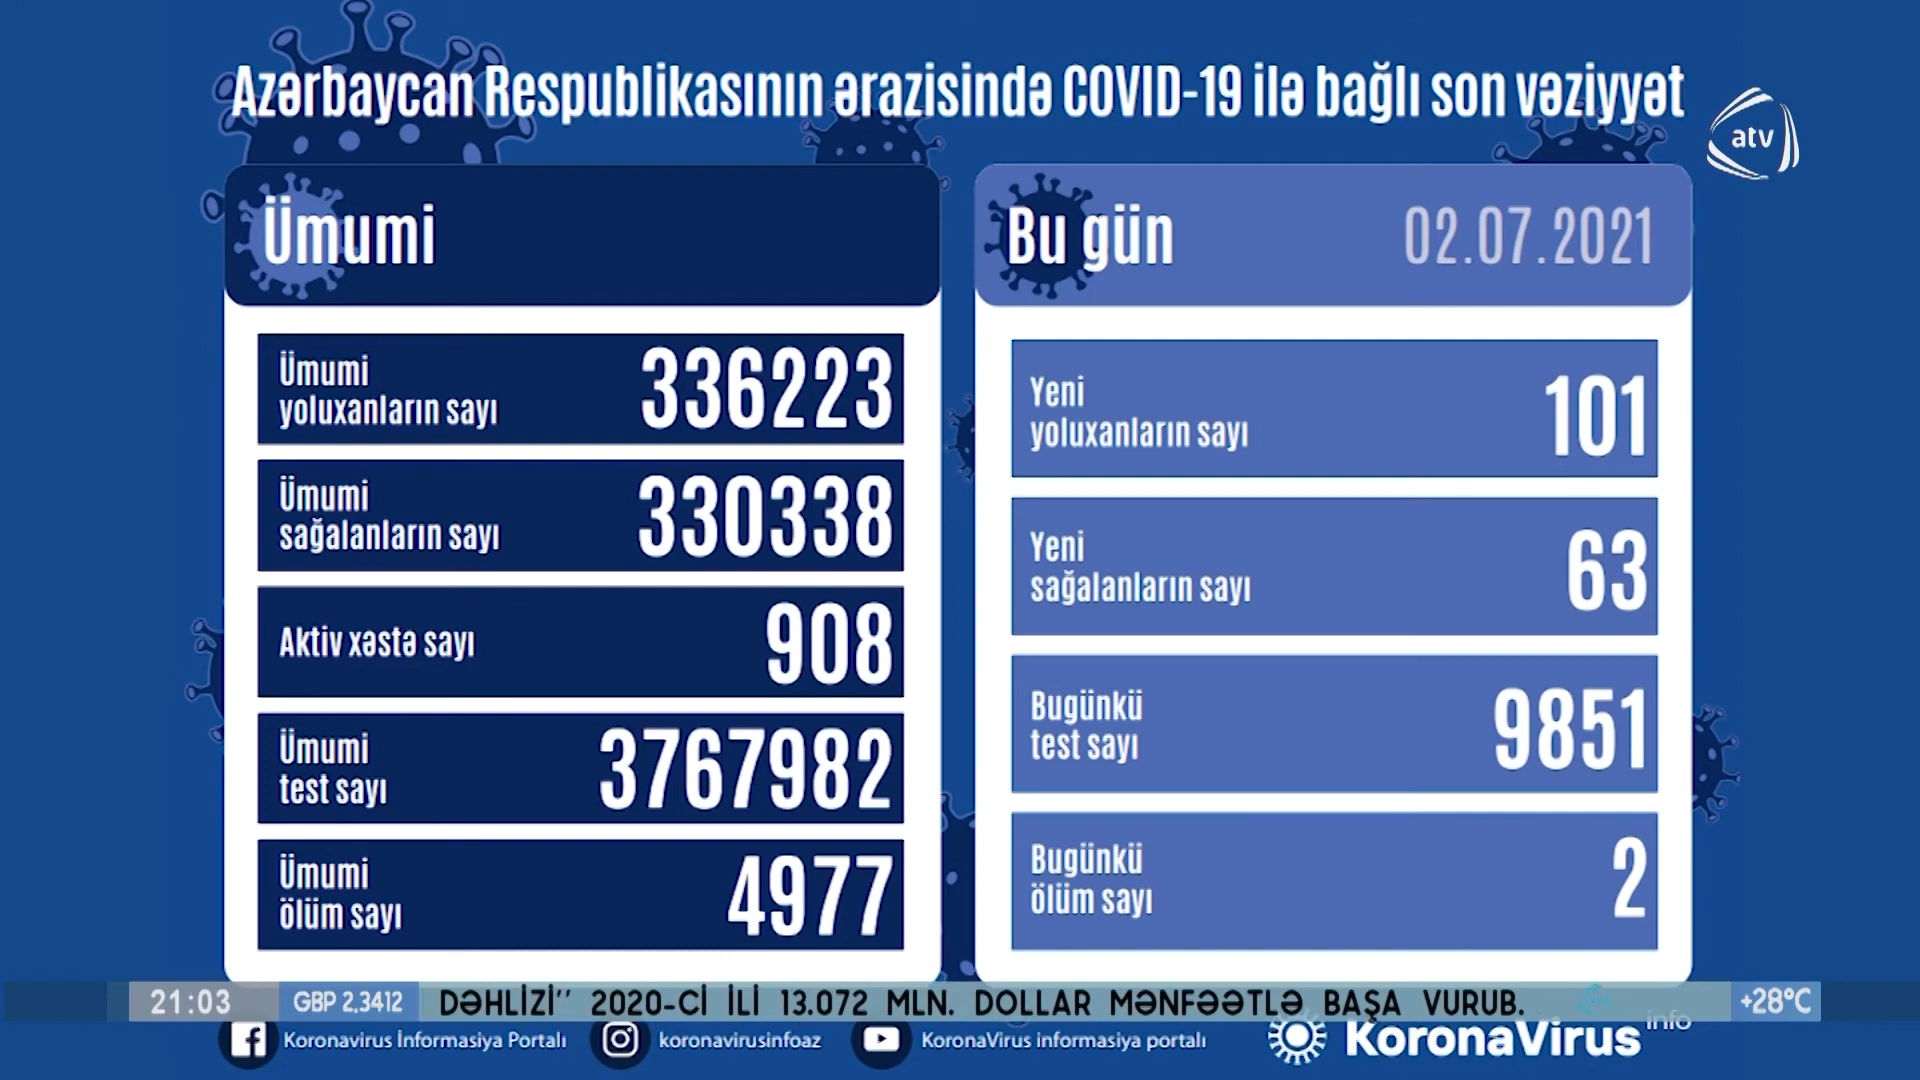 Azərbaycan Respublikasının ərazisində COVID-19 ilə bağlı son vəziyyət
atv
Ümumi
Ümumi
yoluxanların sayı
336223
Ümumi
sağalanların sayı
330338
Aktiv xəstə sayı
908
Ümumi
test sayı
3767982
Ümumi
ölüm sayı
4977
Bu gün
02.07.2021
Yeni
yoluxanların sayı
101
Yeni
sağalanların sayı
63
Bugünkü
test sayı
9851
Bugünkü
ölüm sayı
2
21:03
GBP 2,3412
DƏHLİZİ’’ 2020-Cİ İLİ 13.072 MLN. DOLLAR MƏNFƏƏTLƏ BAŞA VURUB.
+28°C
Koronavirus İnformasiya Portalı
koronavirusinfoaz
KoronaVirus informasiya portalı
KoronaVirus info